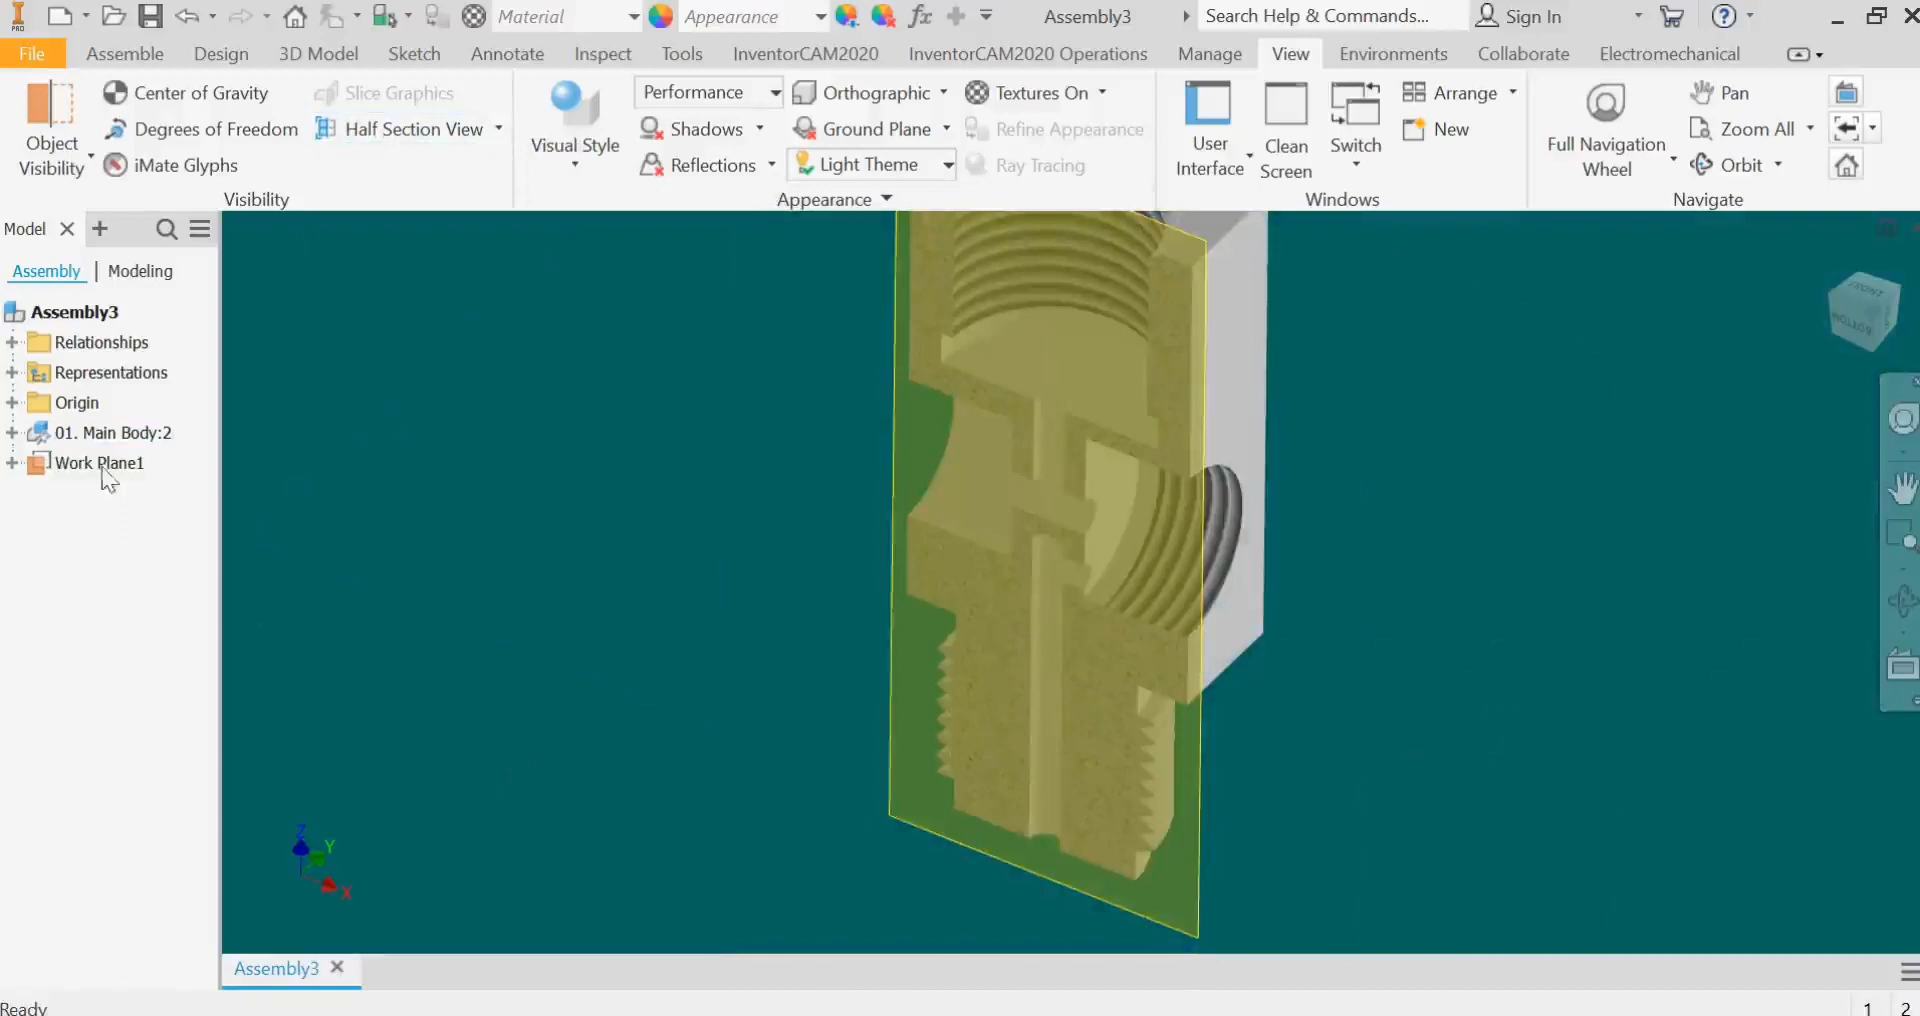 PRO
Material
Appearance
fx
Assembly3
Search Help & Commands...
Sign In
File
Assemble
Design
3D Model
Sketch
Annotate
Inspect
Tools
InventorCAM2020
InventorCAM2020 Operations
Manage
View
Environments
Collaborate
Electromechanical
Object
Visibility
Center of Gravity
Degrees of Freedom
iMate Glyphs
Slice Graphics
Half Section View
Visibility
Visual Style
Performance
Shadows
Reflections
Orthographic
Ground Plane
Light Theme
Textures On
Refine Appearance
Ray Tracing
Appearance
User
Interface
Clean
Screen
Switch
Arrange
New
Windows
Full Navigation
Wheel
Pan
Zoom All
Orbit
Navigate
Model
Assembly | Modeling
Assembly3
Relationships
Representations
Origin
01. Main Body:2
Work Plane1
FRONT
BOTTOM
Z
Y
X
Assembly3
Ready
1 2